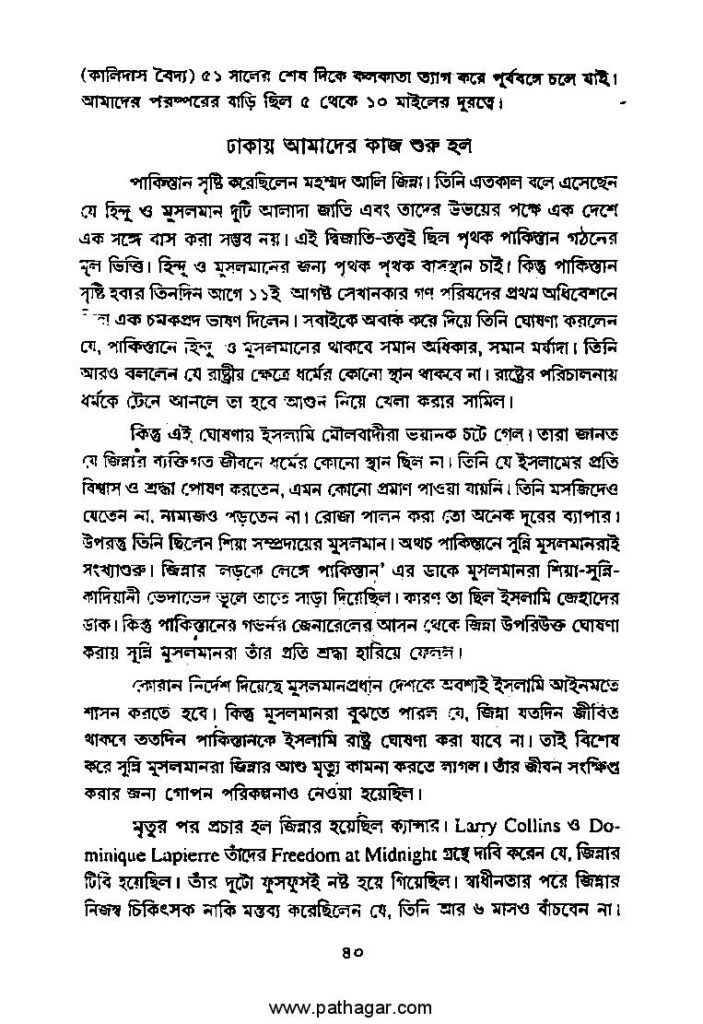 (কালিদাস বৈদ্য) ৫১ সালের শেষ দিকে কলকাতা ত্যাগ করে পূর্ববঙ্গে চলে যাই।
আমাদের পরস্পরের বাড়ি ছিল ৫ থেকে ১০ মাইলের দূরত্বে।
ঢাকায় আমাদের কাজ শুরু হল
পাকিস্তান সৃষ্টি করেছিলেন মহম্মদ আলি জিন্না। তিনি এতকাল বলে এসেছেন
যে হিন্দু ও মুসলমান দুটি আলাদা জাতি এবং তাদের উভয়ের পক্ষে এক দেশে
এক সঙ্গে বাস করা সম্ভব নয়। এই দ্বিজাতি-তত্ত্বই ছিল পৃথক পাকিস্তান গঠনের
মূল ভিত্তি। হিন্দু ও মুসলমানের জন্য পৃথক পৃথক বাসস্থান চাই। কিন্তু পাকিস্তান
সৃষ্টি হবার তিনদিন আগে ১১ই আগষ্ট সেখানকার গণ পরিষদের প্রথম অধিবেশনে
এক চমকপ্রদ ভাষণ দিলেন। সবাইকে অবাক করে দিয়ে তিনি ঘোষণা করলেন
যে, পাকিস্তানে হিন্দু ও মুসলমানের থাকবে সমান অধিকার, সমান মর্যাদা। তিনি
আরও বললেন যে রাষ্ট্রীয় ক্ষেত্রে ধর্মের কোনো স্থান থাকবে না। রাষ্ট্রের পরিচালনায়
ধর্মকে টেনে আনলে তা হবে আগুন নিয়ে খেলা করার সামিল।
কিন্তু এই ঘোষণায় ইসলামি মৌলবাদীরা ভয়ানক চটে গেল। তারা জানত
যে জিন্নার ব্যক্তিগত জীবনে ধর্মের কোনো স্থান ছিল না। তিনি যে ইসলামের প্রতি
বিশ্বাস ও শ্রদ্ধা পোষণ করতেন, এমন কোনো প্রমাণ পাওয়া যায়নি। তিনি মসজিদেও
যেতেন না, নামাজও পড়তেন না। রোজা পালন করা তো অনেক দূরের ব্যাপার।
উপরন্তু তিনি ছিলেন শিয়া সম্প্রদায়ের মুসলমান। অথচ পাকিস্তানে সুন্নি মুসলমানরাই
সংখ্যাগুরু। জিন্নার 'লড়কে লেঙ্গে পাকিস্তান' এর ডাকে মুসলমানরা শিয়া-সুন্নি-
কাদিয়ানী ভেদাভেদ ভুলে তাতে সাড়া দিয়েছিল। কারণ তা ছিল ইসলামি জেহাদের
ডাক। কিন্তু পাকিস্তানের গভর্নর জেনারেলের আসন থেকে জিন্না উপরিউক্ত ঘোষণা
করায় সুন্নি মুসলমানরা তাঁর প্রতি শ্রদ্ধা হারিয়ে ফেলল।
কোরান নির্দেশ দিয়েছে মুসলমানপ্রধান দেশকে অবশ্যই ইসলামি আইনমতে
শাসন করতে হবে। কিন্তু মুসলমানরা বুঝতে পারল যে, জিন্না যতদিন জীবিত
থাকবে ততদিন পাকিস্তানকে ইসলামি রাষ্ট্র ঘোষণা করা যাবে না। তাই বিশেষ
করে সুন্নি মুসলমানরা জিন্নার আশু মৃত্যু কামনা করতে লাগল। তাঁর জীবন সংক্ষিপ্ত
করার জন্য গোপন পরিকল্পনাও নেওয়া হয়েছিল।
মৃত্যুর পর প্রচার হল জিন্নার হয়েছিল ক্যান্সার। Larry Collins ও Do-
minique Lapierre তাঁদের Freedom at Midnight গ্রন্থে দাবি করেন যে, জিন্নার
টিবি হয়েছিল। তাঁর দুটো ফুসফুসই নষ্ট হয়ে গিয়েছিল। স্বাধীনতার পরে জিন্নার
নিজস্ব চিকিৎসক নাকি মন্তব্য করেছিলেন যে, তিনি আর ৬ মাসও বাঁচবেন না।
৪০
www.pathagar.com